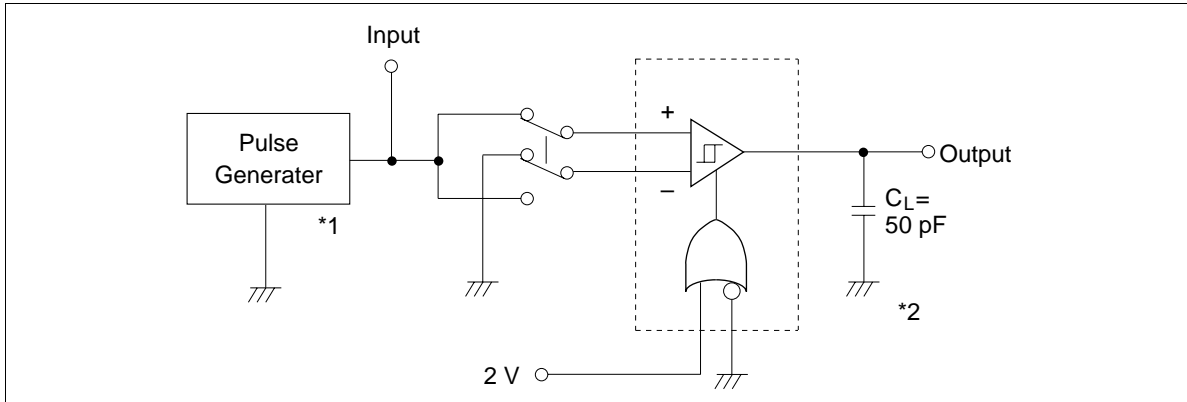 Input
Pulse
Generater
*1
+
–
Output
C_L=
50 pF
*2
2 V